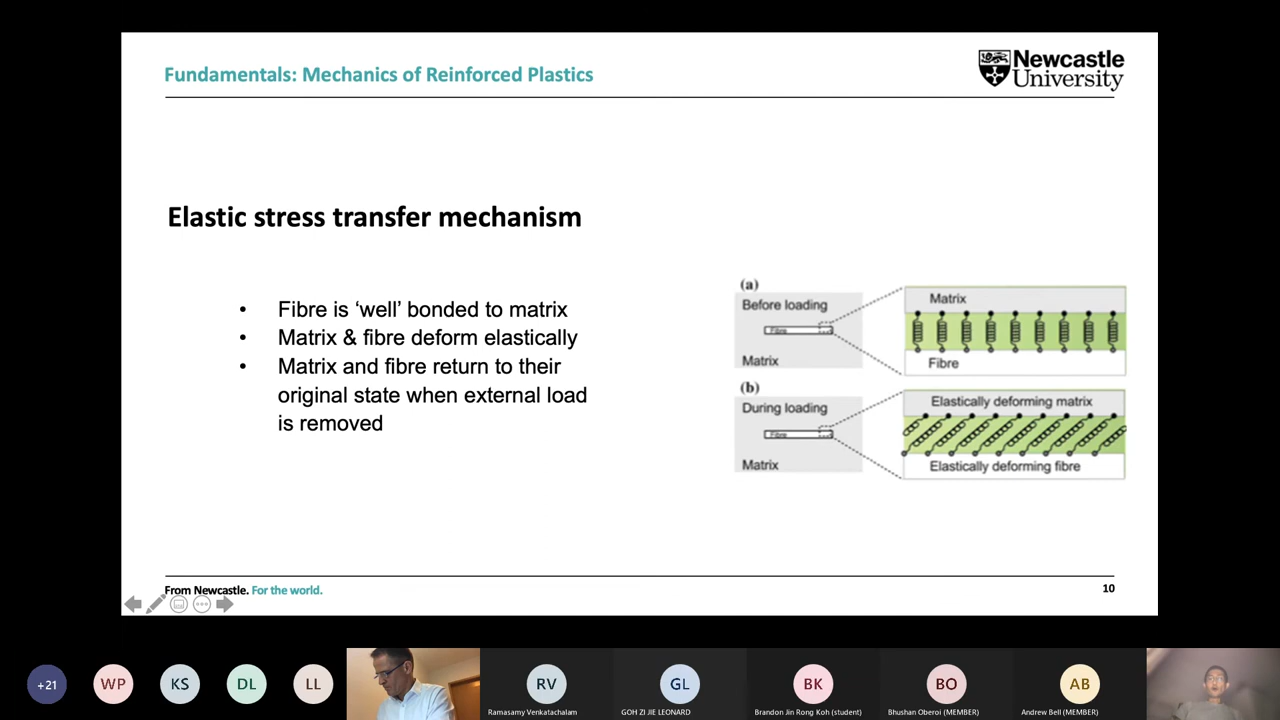 Fundamentals: Mechanics of Reinforced Plastics
Newcastle
University
Elastic stress transfer mechanism
• Fibre is ‘well’ bonded to matrix
• Matrix & fibre deform elastically
• Matrix and fibre return to their
original state when external load
is removed
(a)
Before loading
Fibre
Matrix
Matrix
Fibre
(b)
During loading
Fibre
Matrix
Elastically deforming matrix
Elastically deforming fibre
From Newcastle. For the world.
10
+21
WP
KS
DL
LL
RV
GL
BK
BO
AB
Ramasamy Venkatachalam
GOH ZI JIE LEONARD
Brandon Jin Rong Koh (student)
Bhushan Oberoi (MEMBER)
Andrew Bell (MEMBER)